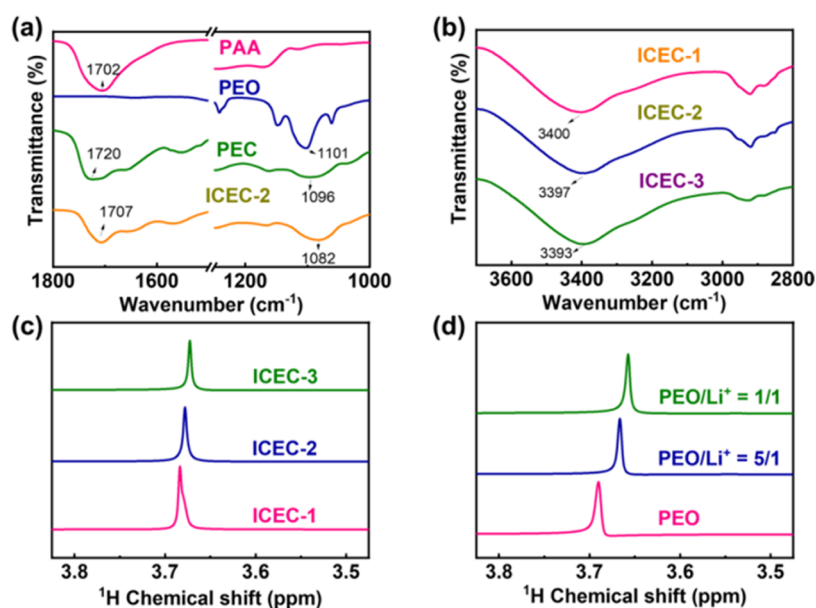 (a)
PAA
1702
PEO
1101
1720
PEC
1096
ICEC-2
1707
1082
Transmittance (%)
1800
1600
1200
1100
1000
Wavenumber (cm⁻¹)
(b)
ICEC-1
3400
ICEC-2
3397
ICEC-3
3393
Transmittance (%)
3600
3400
3200
3000
2800
Wavenumber (cm⁻¹)
(c)
ICEC-3
ICEC-2
ICEC-1
3.8
3.7
3.6
3.5
¹H Chemical shift (ppm)
(d)
PEO/Li⁺ = 1/1
PEO/Li⁺ = 5/1
PEO
3.8
3.7
3.6
3.5
¹H Chemical shift (ppm)